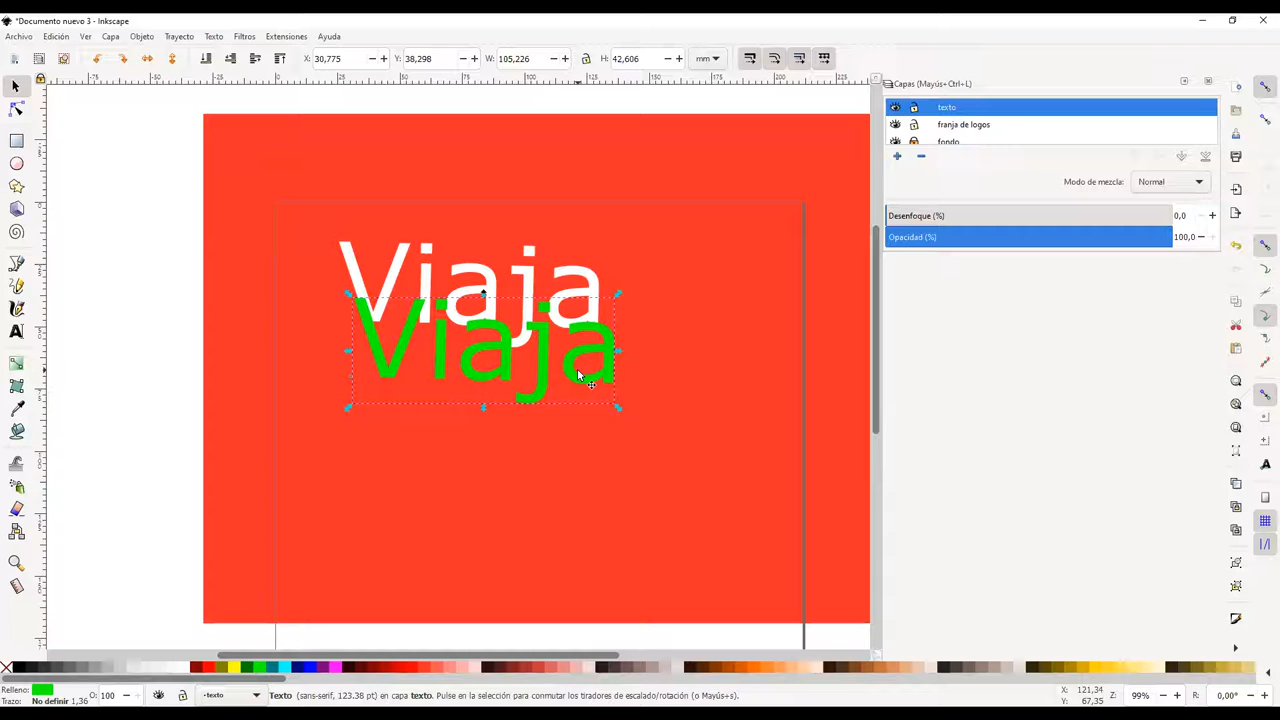 *Documento nuevo 3 - Inkscape
Archivo Edición Ver Capa Objeto Trayecto Texto Filtros Extensiones Ayuda
X: 30,775 Y: 38,298 W: 105,226 H: 42,606 mm
Capas (Mayús+Ctrl+L)
texto
franja de logos
fondo
Modo de mezcla: Normal
Desenfoque (%) 0,0
Opacidad (%) 100,0
Viaja
Viaja
Relleno:
Trazo: No definir 1,36
O: 100
-texto
Texto (sans-serif, 123.38 pt) en capa texto. Pulse en la selección para conmutar los tiradores de escalado/rotación (o Mayús+s)
X: 121,34
Y: 67,35
Z: 99%
R: 0,00°